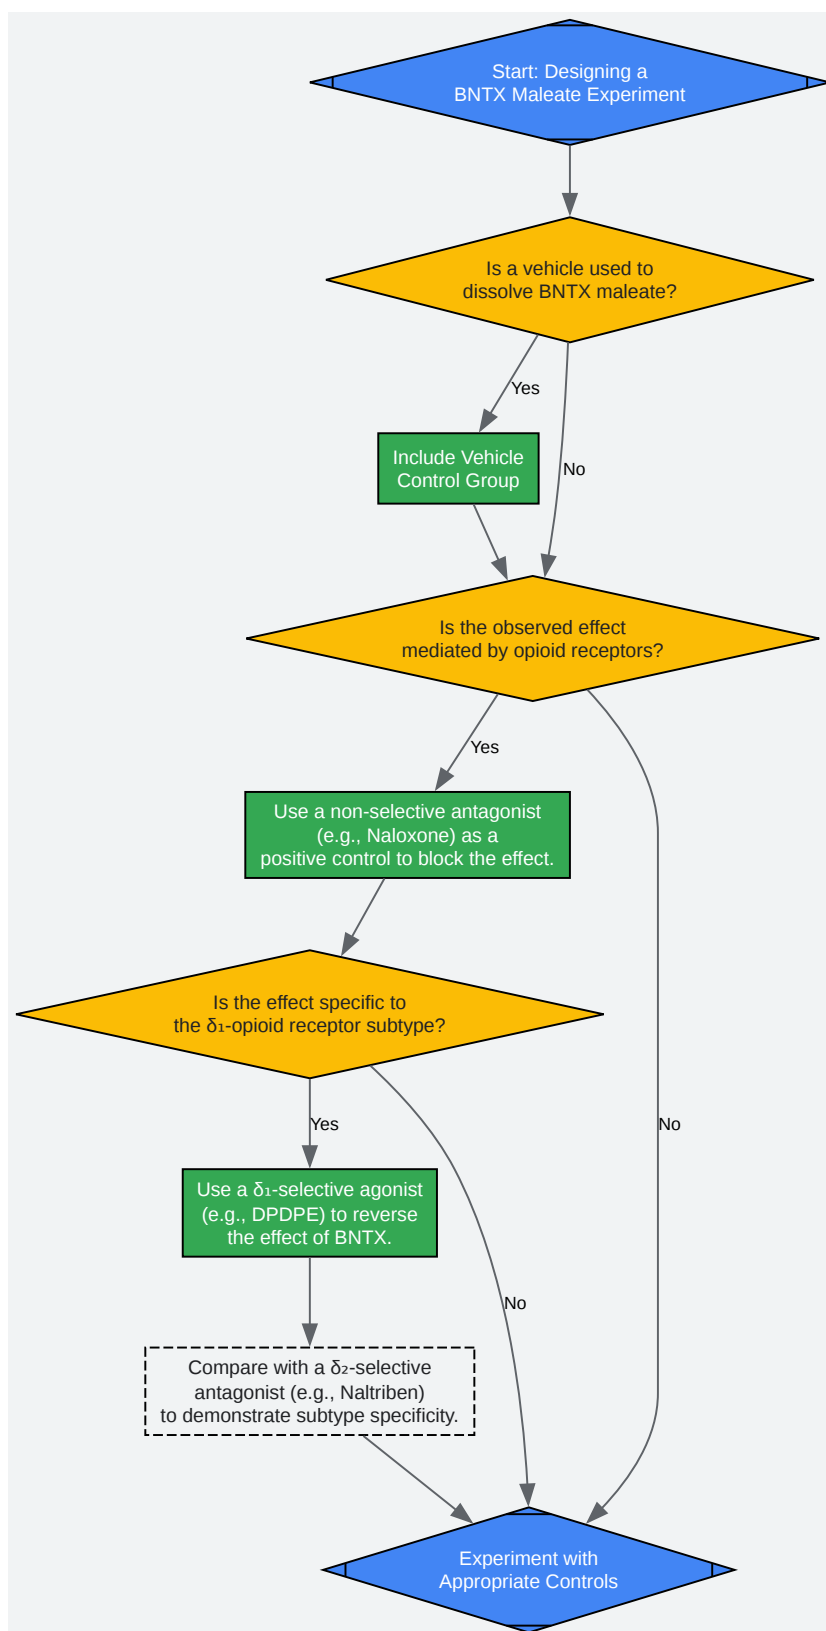 Start: Designing a
BNTX Maleate Experiment
Is a vehicle used to
dissolve BNTX maleate?
Yes
Include Vehicle
Control Group
No
Is the observed effect
mediated by opioid receptors?
Yes
Use a non-selective antagonist
(e.g., Naloxone) as a
positive control to block the effect.
Is the effect specific to
the δ₁-opioid receptor subtype?
Yes
No
Use a δ₁-selective agonist
(e.g., DPDPE) to reverse
the effect of BNTX.
No
Compare with a δ₂-selective
antagonist (e.g., Naltriben)
to demonstrate subtype specificity.
Experiment with
Appropriate Controls